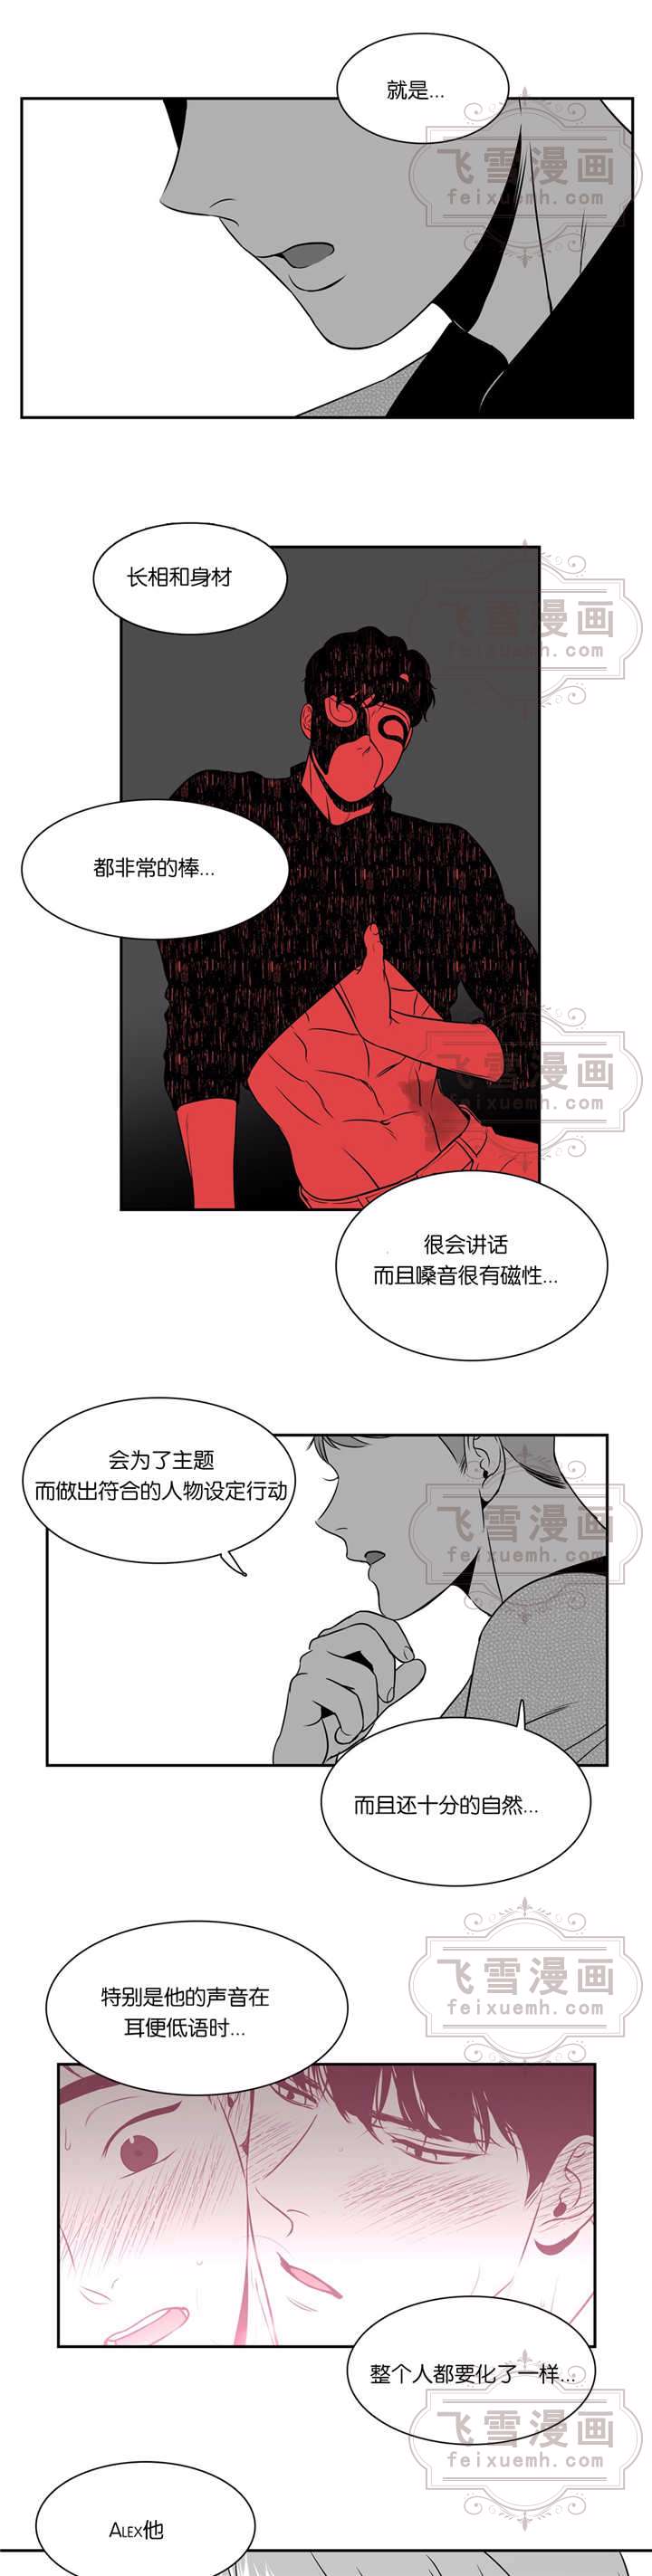 就是...
飞雪漫画
feixuemh.com
长相和身材
飞雪漫画
feixuemh.com
都非常的棒...
飞雪漫画
feixuemh.com
很会讲话
而且嗓音很有磁性...
会为了主题
而做出符合的人物设定行动
飞雪漫画
feixuemh.com
而且还十分的自然...
飞雪漫画
feixuemh.com
特别是他的声音在
耳便低语时...
整个人都要化了一样...
飞雪漫画
feixuemh.com
ALEX他